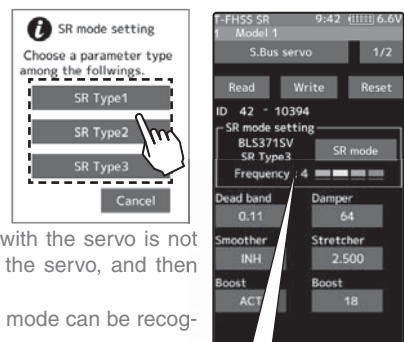 SR mode setting
Choose a parameter type
among the follwings.
SR Type1
SR Type2
SR Type3
Cancel
with the servo is not
the servo, and then
mode can be recog-
T-FHSS SR 9:42 6.6V
1 Model 1
S.Bus servo 1/2
Read Write Reset
ID 42 - 10394
SR mode setting
BLS371SV
SR Type3
SR mode
Frequency : 4
Dead band Damper
0.11 64
Smoother Stretcher
INH 2.500
Boost Boost
ACT 18